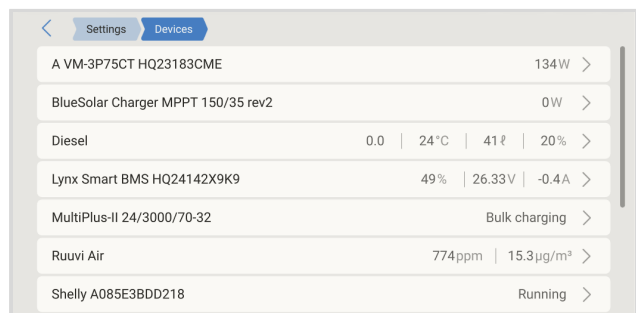 Settings Devices
A VM-3P75CT HQ23183CME 134W
BlueSolar Charger MPPT 150/35 rev2 0W
Diesel 0.0 24°C 41ℓ 20%
Lynx Smart BMS HQ24142X9K9 49% 26.33V -0.4A
MultiPlus-II 24/3000/70-32 Bulk charging
Ruuvi Air 774ppm 15.3µg/m³
Shelly A085E3BDD218 Running